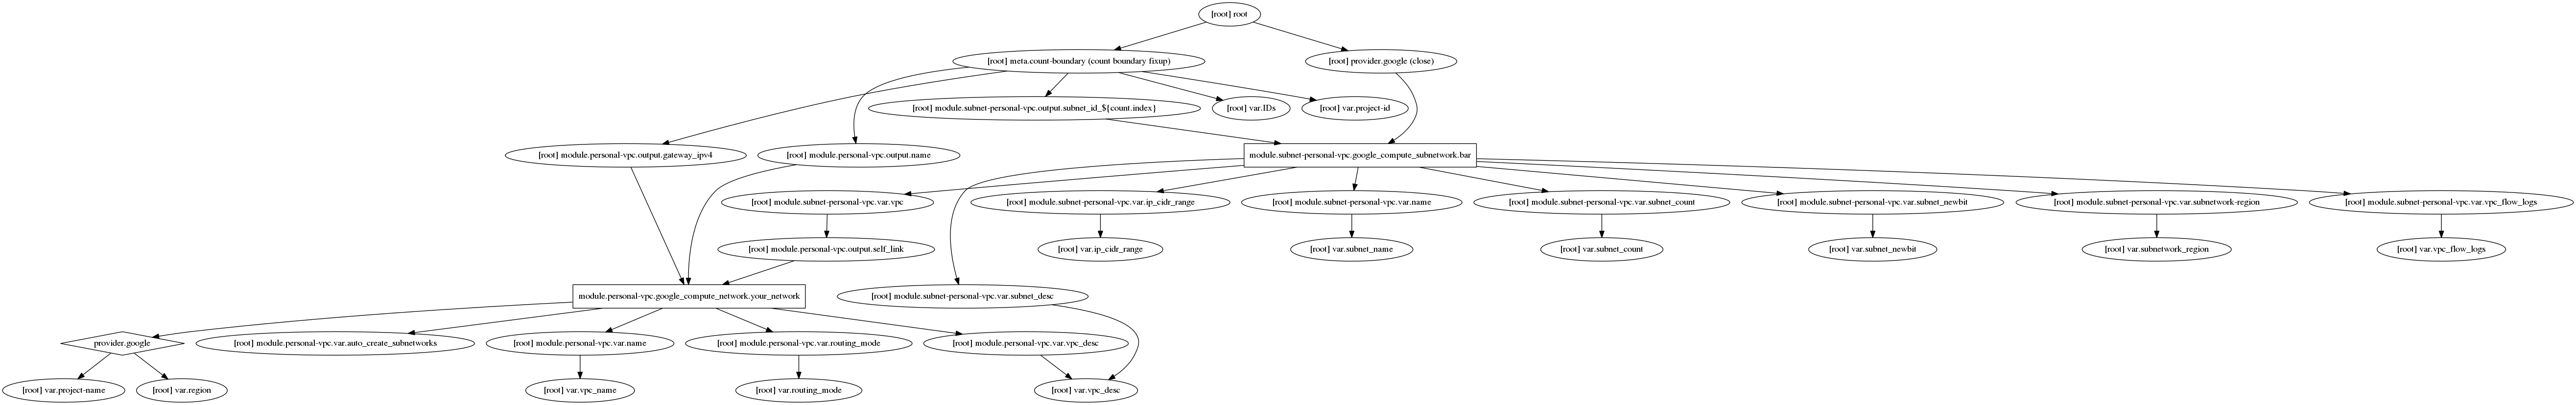 [root] root
[root] meta.count-boundary (count boundary fixup)
[root] provider.google (close)
[root] module.subnet-personal-vpc.output.subnet_id_${count.index}
[root] var.IDs
[root] var.project-id
[root] module.personal-vpc.output.gateway_ipv4
[root] module.personal-vpc.output.name
module.subnet-personal-vpc.google_compute_subnetwork.bar
[root] module.subnet-personal-vpc.var.vpc
[root] module.subnet-personal-vpc.var.ip_cidr_range
[root] module.subnet-personal-vpc.var.name
[root] module.subnet-personal-vpc.var.subnet_count
[root] module.subnet-personal-vpc.var.subnet_newbit
[root] module.subnet-personal-vpc.var.subnetwork-region
[root] module.subnet-personal-vpc.var.vpc_flow_logs
[root] module.personal-vpc.output.self_link
[root] var.ip_cidr_range
[root] var.subnet_name
[root] var.subnet_count
[root] var.subnet_newbit
[root] var.subnetwork_region
[root] var.vpc_flow_logs
module.personal-vpc.google_compute_network.your_network
[root] module.subnet-personal-vpc.var.subnet_desc
provider.google
[root] module.personal-vpc.var.auto_create_subnetworks
[root] module.personal-vpc.var.name
[root] module.personal-vpc.var.routing_mode
[root] module.personal-vpc.var.vpc_desc
[root] var.project-name
[root] var.region
[root] var.vpc_name
[root] var.routing_mode
[root] var.vpc_desc